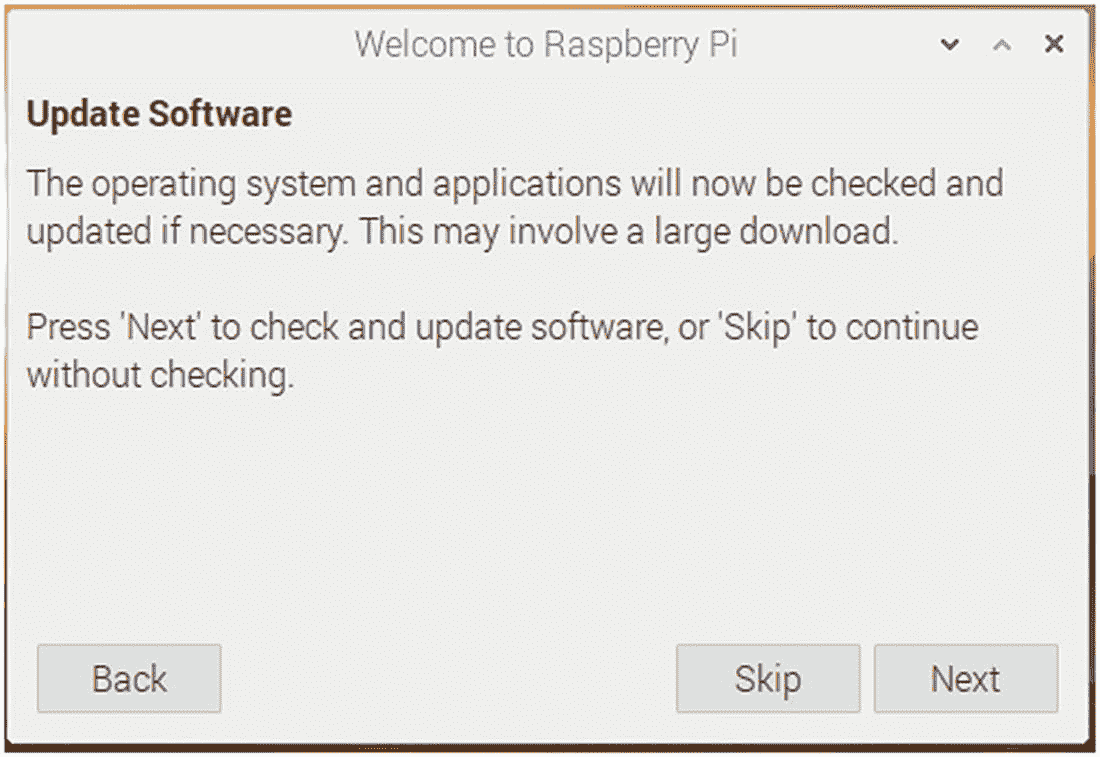 Welcome to Raspberry Pi
Update Software
The operating system and applications will now be checked and
updated if necessary. This may involve a large download.
Press 'Next' to check and update software, or 'Skip' to continue
without checking.
Back
Skip
Next